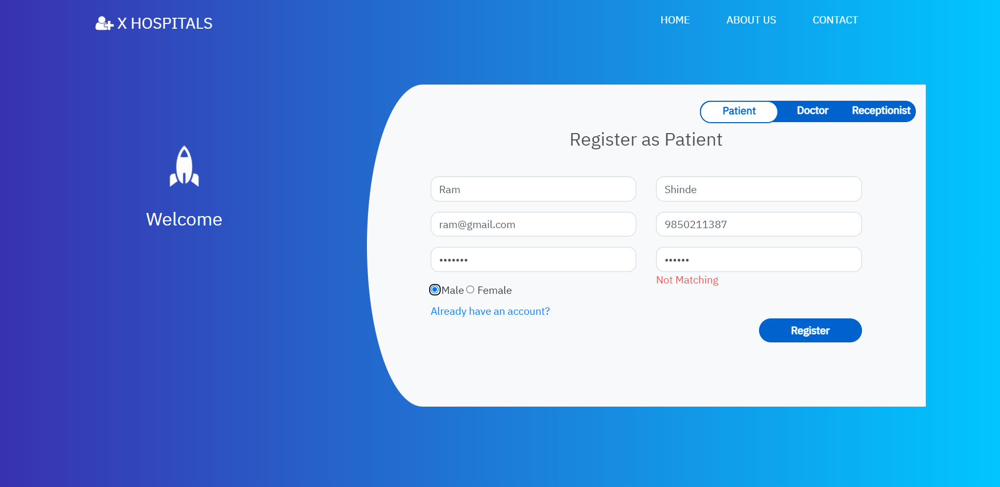 X HOSPITALS
HOME ABOUT US CONTACT
Patient Doctor Receptionist
Register as Patient
Welcome
Ram Shinde
ram@gmail.com 9850211387
••••••• ••••••
Not Matching
Male Female
Already have an account?
Register